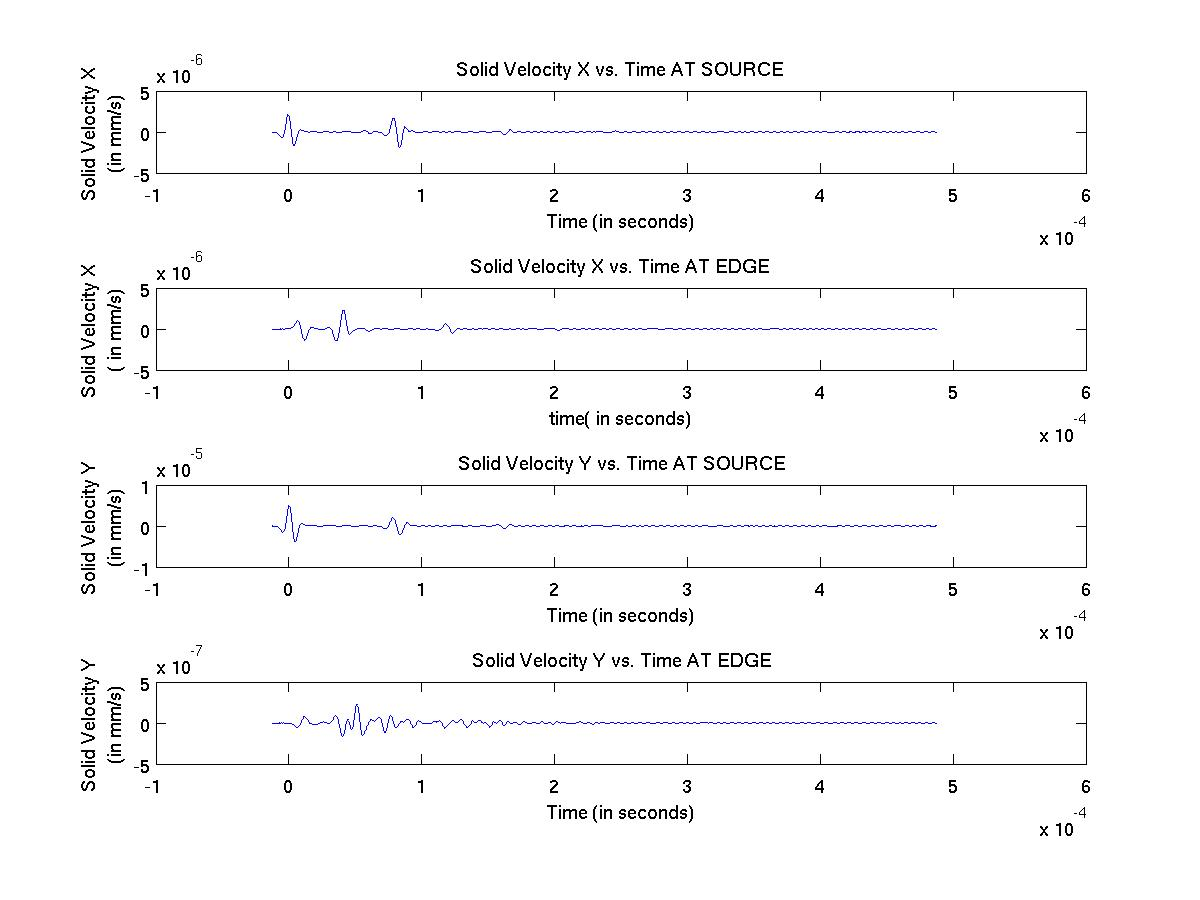 Solid Velocity X vs. Time AT SOURCE
x 10^-6
Solid Velocity X
(in mm/s)
5
0
-5
-1 0 1 2 3 4 5 6
Time (in seconds)
x 10^-4
Solid Velocity X vs. Time AT EDGE
x 10^-6
Solid Velocity X
( in mm/s)
5
0
-5
-1 0 1 2 3 4 5 6
time( in seconds)
x 10^-4
Solid Velocity Y vs. Time AT SOURCE
x 10^-5
Solid Velocity Y
(in mm/s)
1
0
-1
-1 0 1 2 3 4 5 6
Time (in seconds)
x 10^-4
Solid Velocity Y vs. Time AT EDGE
x 10^-7
Solid Velocity Y
(in mm/s)
5
0
-5
-1 0 1 2 3 4 5 6
Time (in seconds)
x 10^-4